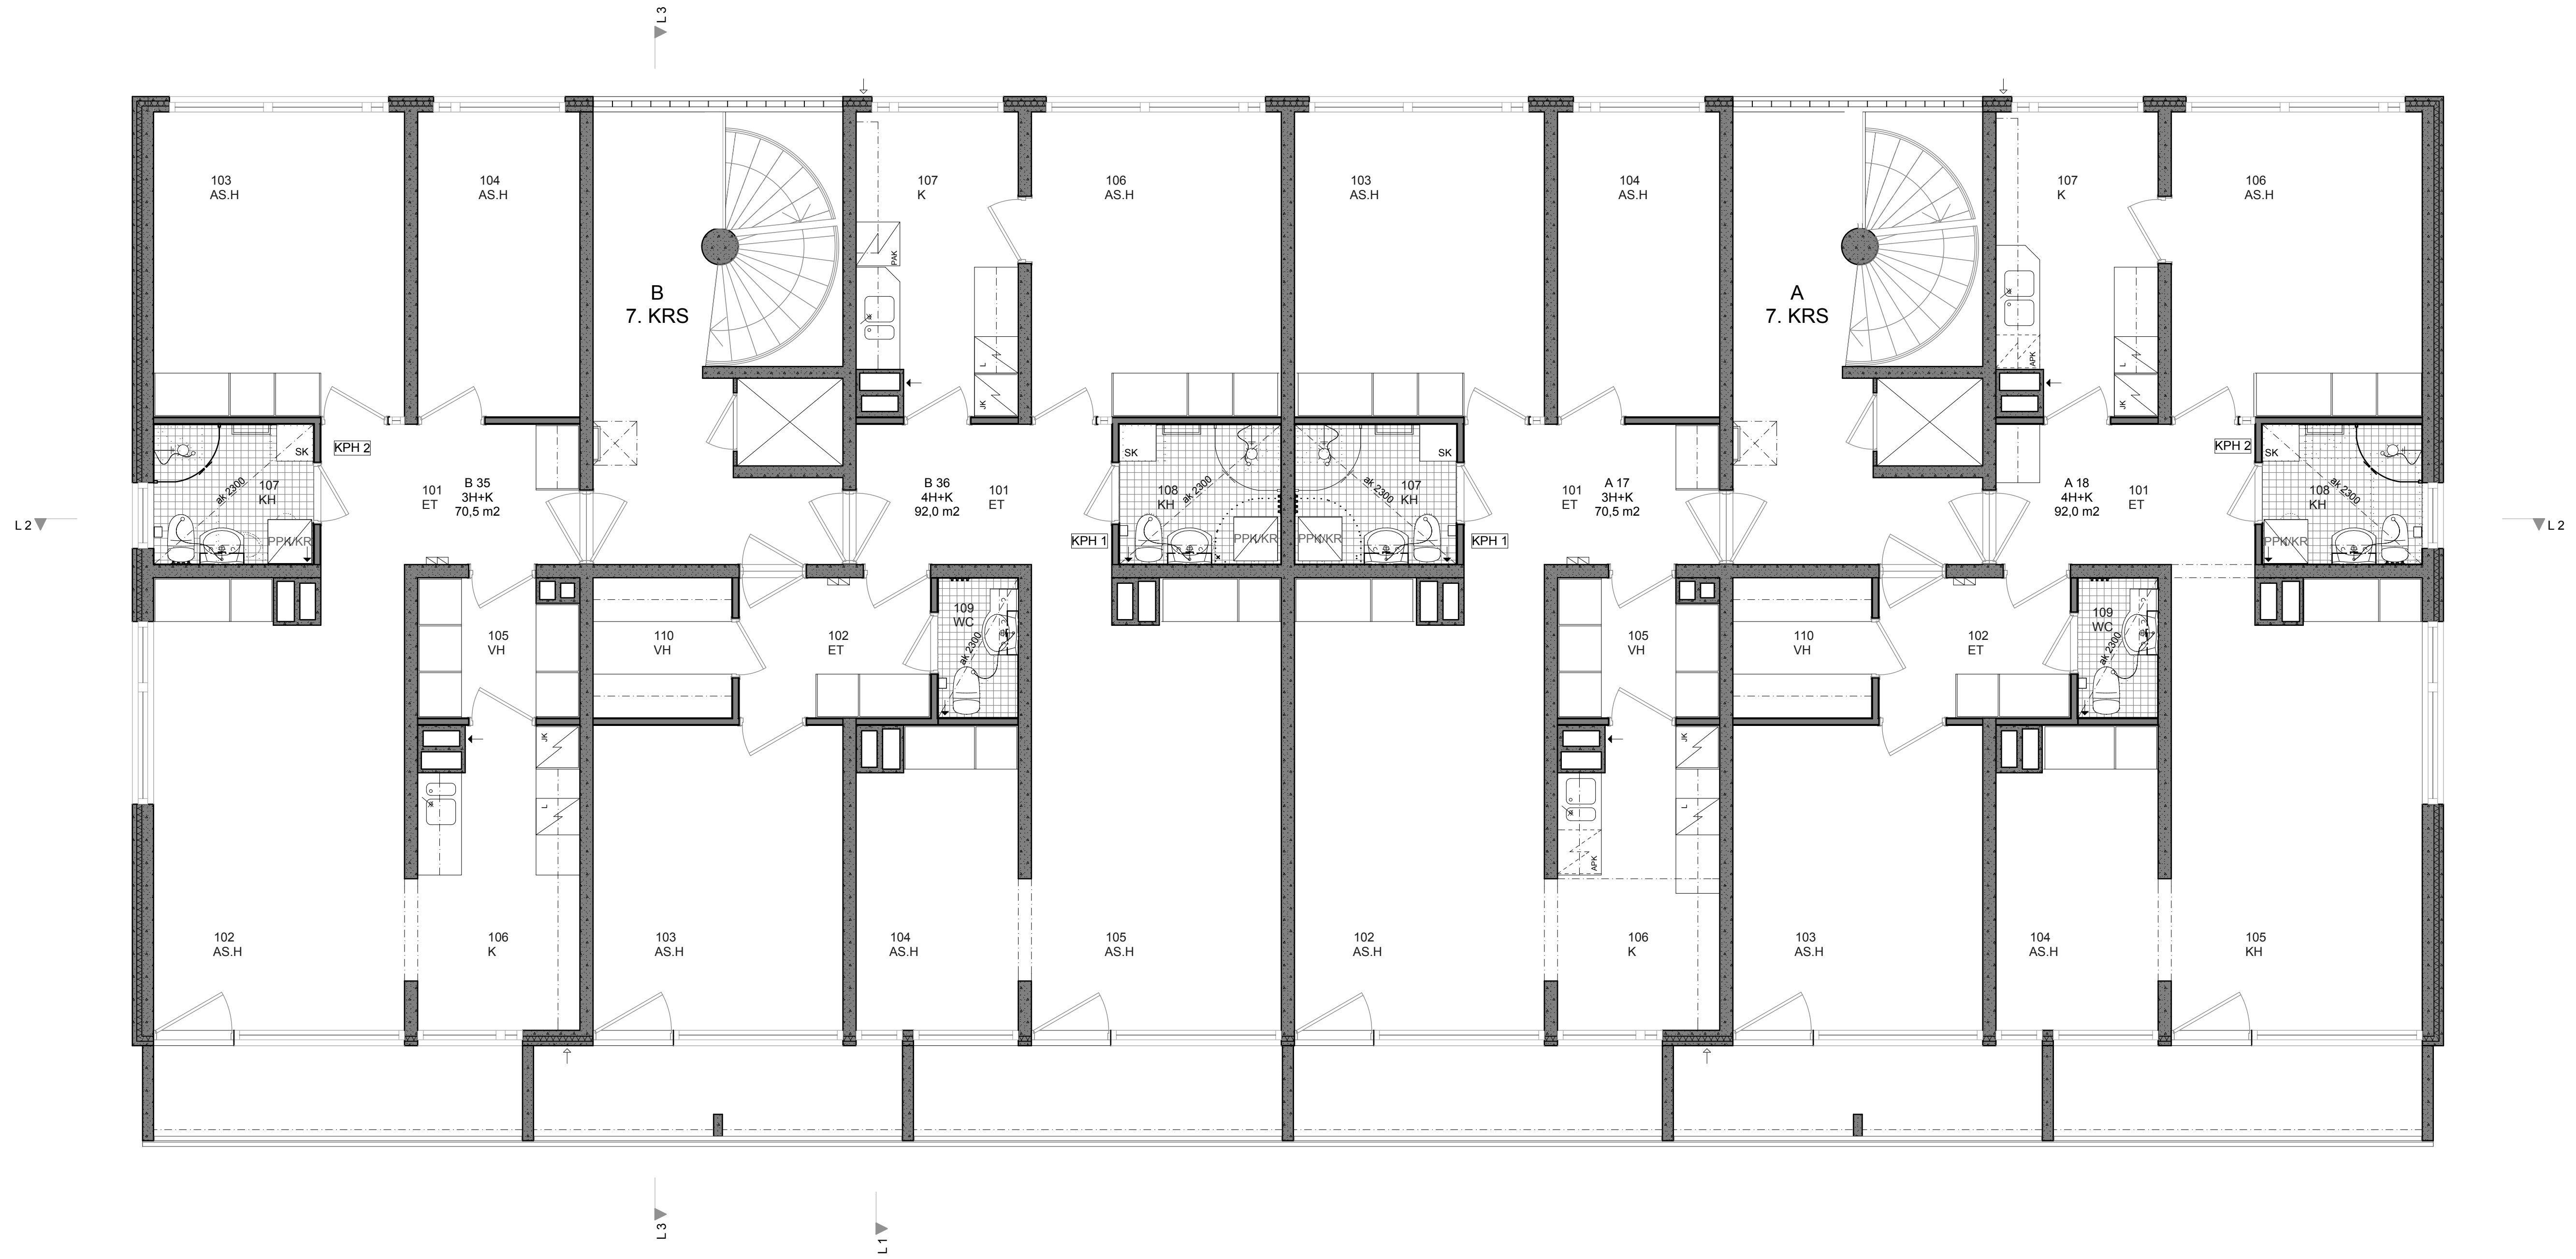 L 3
103
AS.H
104
AS.H
B
7. KRS
107
K
PAK
L
JK
106
AS.H
103
AS.H
104
AS.H
A
7. KRS
107
K
APK
L
JK
106
AS.H
L 2
SK
ak 2300
107
KH
PPK/KR
KPH 2
101
ET
B 35
3H+K
70,5 m2
B 36
4H+K
92,0 m2
101
ET
KPH 1
SK
108
KH
ak 2300
PPK/KR
SK
107
KH
ak 2300
PPK/KR
KPH 1
101
ET
A 17
3H+K
70,5 m2
A 18
4H+K
92,0 m2
101
ET
KPH 2
SK
108
KH
ak 2300
PPK/KR
L 2
105
VH
110
VH
102
ET
109
WC
ak 2300
105
VH
110
VH
102
ET
109
WC
ak 2300
JK
L
JK
L
APK
102
AS.H
106
K
103
AS.H
104
AS.H
105
AS.H
102
AS.H
106
K
103
AS.H
104
AS.H
105
KH
L 3
L 1